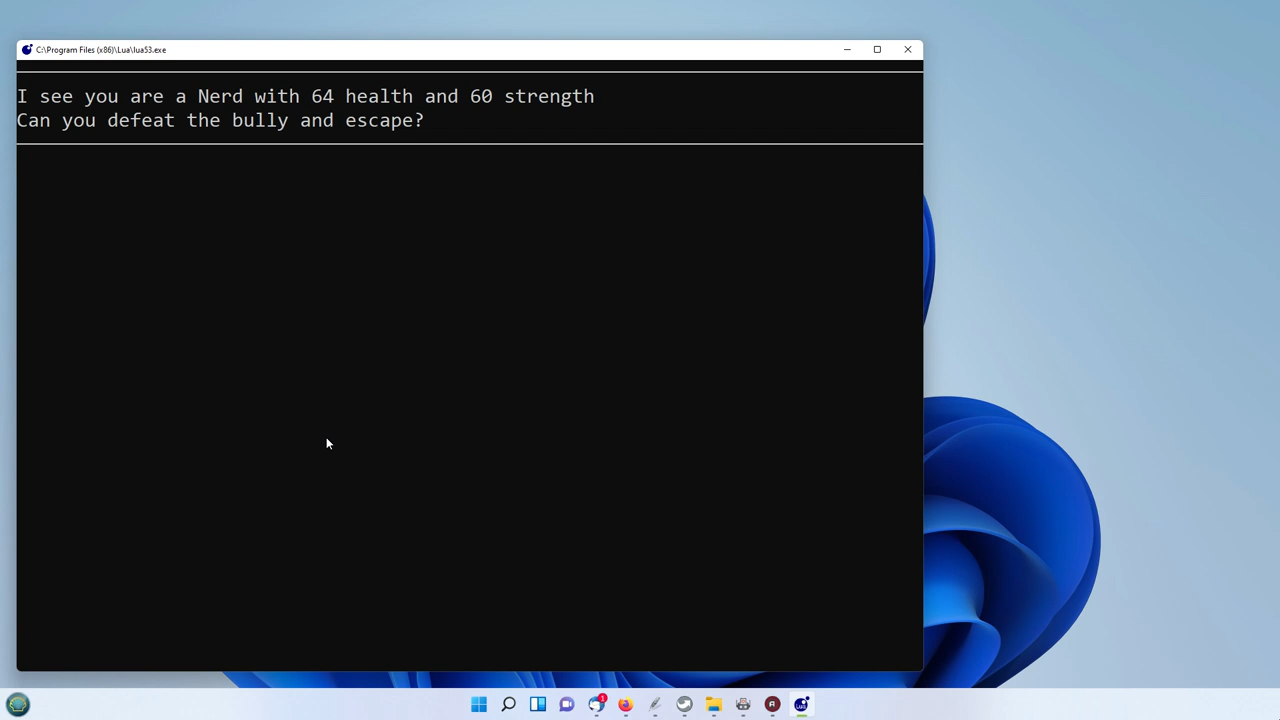 C:\Program Files (x86)\Lua\lua53.exe
I see you are a Nerd with 64 health and 60 strength
Can you defeat the bully and escape?
1